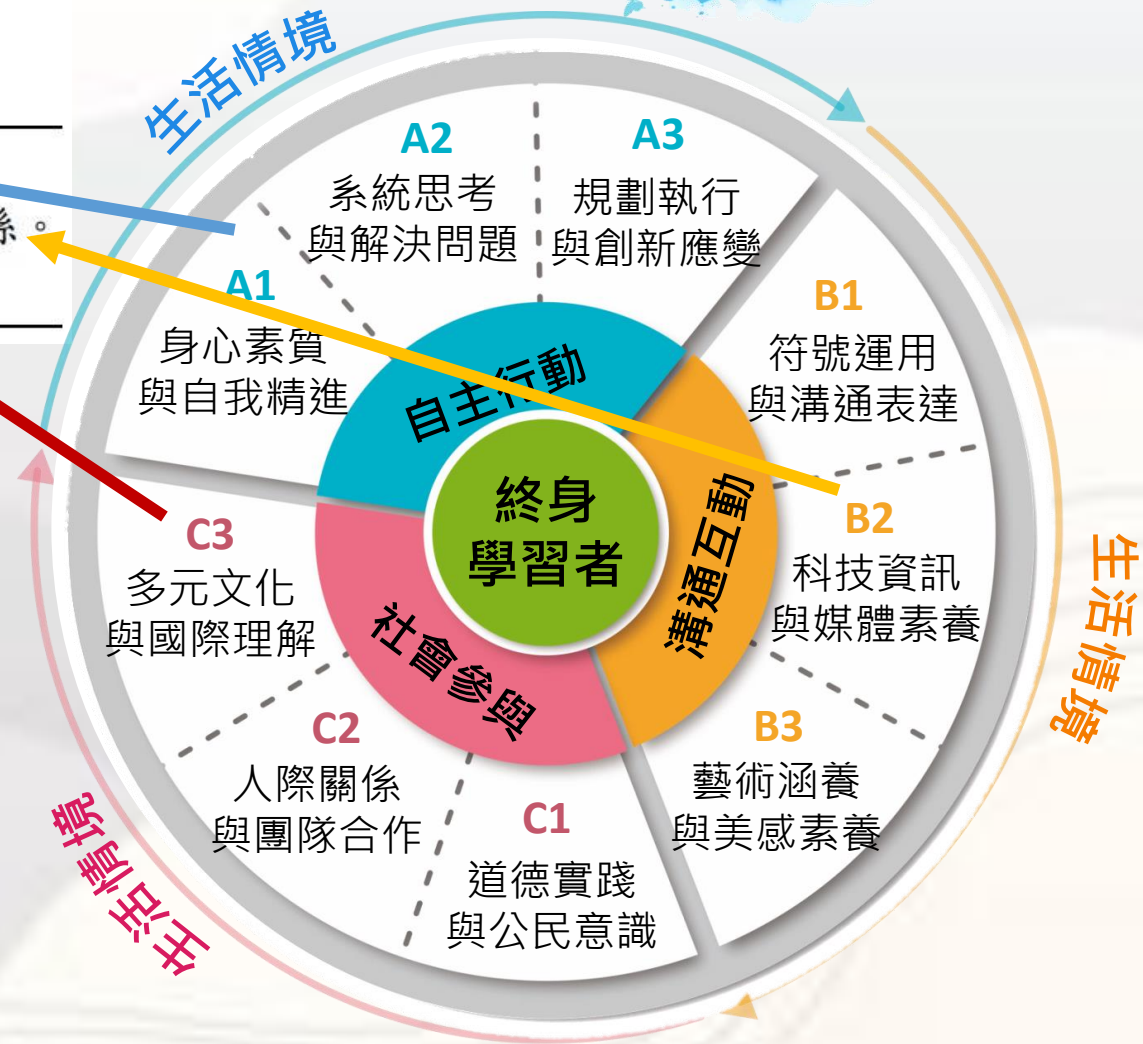 生活情境
係。
A1
身心素質
與自我精進
A2
系統思考
與解決問題
A3
規劃執行
與創新應變
B1
符號運用
與溝通表達
B2
科技資訊
與媒體素養
B3
藝術涵養
與美感素養
C1
道德實踐
與公民意識
C2
人際關係
與團隊合作
C3
多元文化
與國際理解
自主行動
溝通互動
社會參與
終身
學習者
生活情境
生活情境